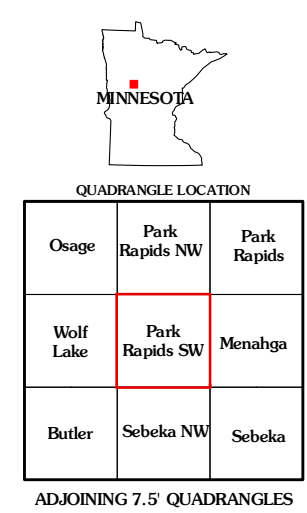 MINNESOTA
QUADRANGLE LOCATION
Osage
Park
Rapids NW
Park
Rapids
Wolf
Lake
Park
Rapids SW
Menahga
Butler
Sebeka NW
Sebeka
ADJOINING 7.5' QUADRANGLES